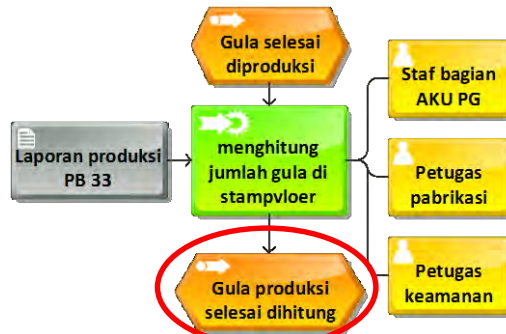 Gula selesai
diproduksi
Staf bagian
AKU PG
Laporan produksi
PB 33
menghitung
jumlah gula di
stampvloer
Petugas
pabrikasi
Gula produksi
selesai dihitung
Petugas
keamanan